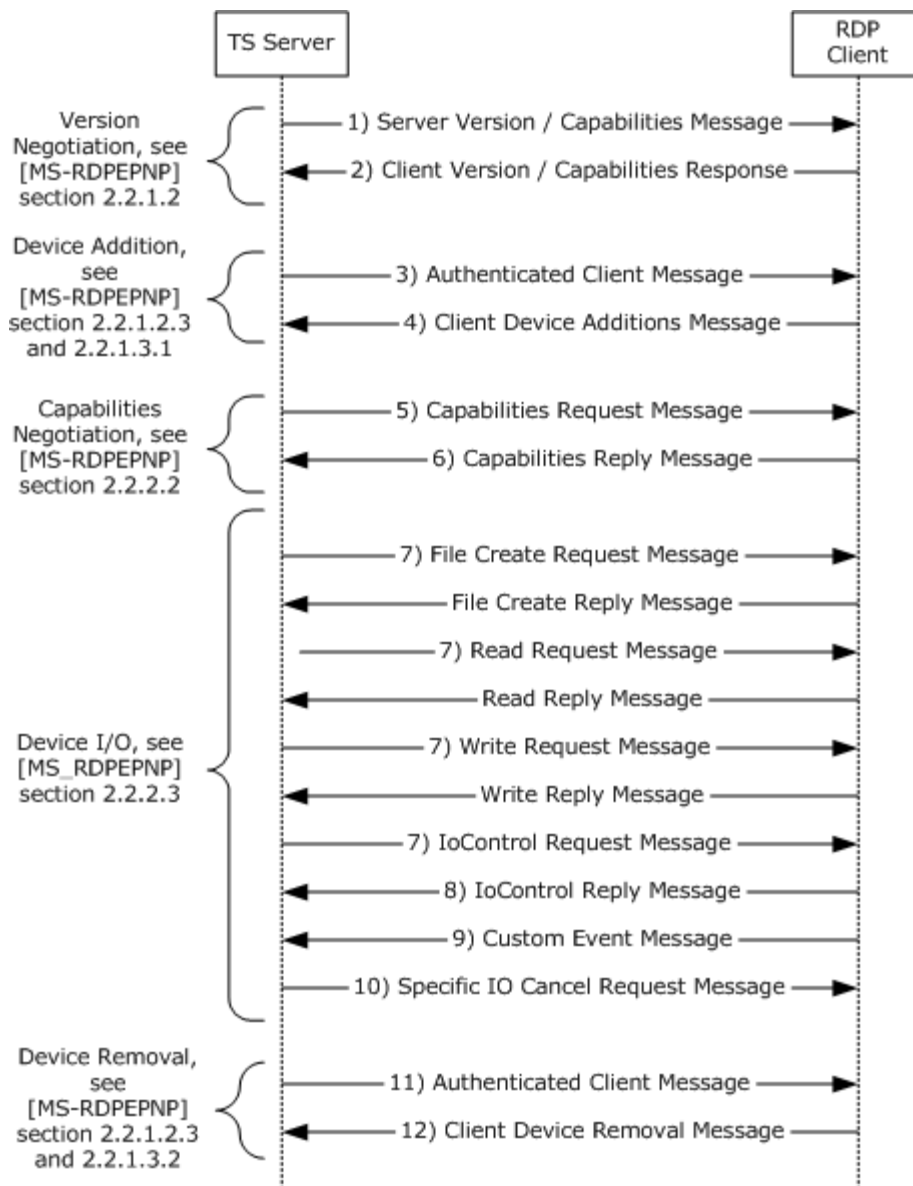 TS Server
RDP
Client
Version
Negotiation, see
[MS-RDPEPNP]
section 2.2.1.2
1) Server Version / Capabilities Message
2) Client Version / Capabilities Response
Device Addition,
see
[MS-RDPEPNP]
section 2.2.1.2.3
and 2.2.1.3.1
3) Authenticated Client Message
4) Client Device Additions Message
Capabilities
Negotiation, see
[MS-RDPEPNP]
section 2.2.2.2
5) Capabilities Request Message
6) Capabilities Reply Message
Device I/O, see
[MS_RDPEPNP]
section 2.2.2.3
7) File Create Request Message
File Create Reply Message
7) Read Request Message
Read Reply Message
7) Write Request Message
Write Reply Message
7) IoControl Request Message
8) IoControl Reply Message
9) Custom Event Message
10) Specific IO Cancel Request Message
Device Removal,
see
[MS-RDPEPNP]
section 2.2.1.2.3
and 2.2.1.3.2
11) Authenticated Client Message
12) Client Device Removal Message